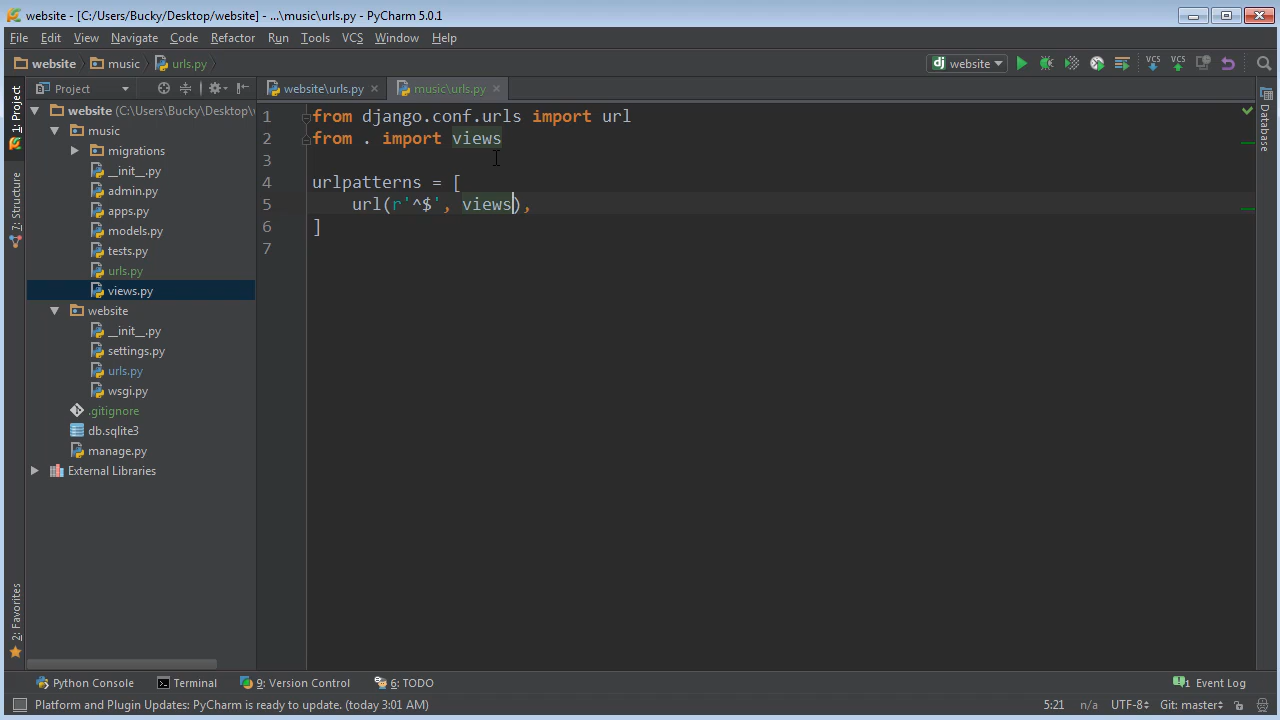 website - [C:/Users/Bucky/Desktop/website] - ...\music\urls.py - PyCharm 5.0.1
File Edit View Navigate Code Refactor Run Tools VCS Window Help
website music urls.py
website
VCS VCS
Project
website\urls.py
music\urls.py
1: Project
7: Structure
2: Favorites
Database
website (C:\Users\Bucky\Desktop\
music
migrations
__init__.py
admin.py
apps.py
models.py
tests.py
urls.py
views.py
website
__init__.py
settings.py
urls.py
wsgi.py
.gitignore
db.sqlite3
manage.py
External Libraries
1 from django.conf.urls import url
2 from . import views
3
4 urlpatterns = [
5 url(r'^$', views),
6 ]
7
Python Console Terminal 9: Version Control 6: TODO
1 Event Log
Platform and Plugin Updates: PyCharm is ready to update. (today 3:01 AM)
5:21 n/a UTF-8 Git: master